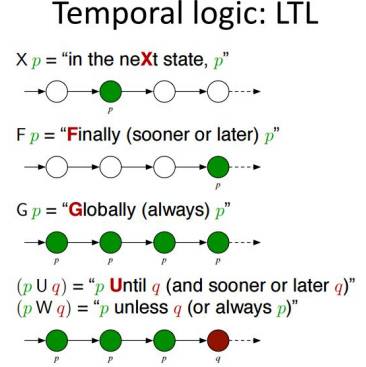 Temporal logic: LTL
X p = “in the neXt state, p”
p
F p = “Finally (sooner or later) p”
p
G p = “Globally (always) p”
p p p p
(p U q) = “p Until q (and sooner or later q)”
(p W q) = “p unless q (or always p)”
p p p q